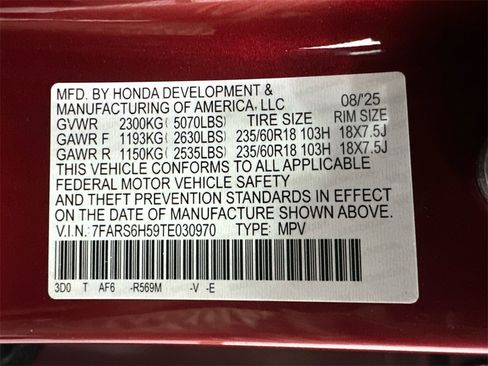 MFD. BY HONDA DEVELOPMENT &
MANUFACTURING OF AMERICA, LLC 08/'25
GVWR 2300KG( 5070LBS) TIRE SIZE RIM SIZE
GAWR F 1193KG( 2630LBS) 235/60R18 103H 18X7.5J
GAWR R 1150KG( 2535LBS) 235/60R18 103H 18X7.5J
THIS VEHICLE CONFORMS TO ALL APPLICABLE
FEDERAL MOTOR VEHICLE SAFETY
AND THEFT PREVENTION STANDARDS IN EFFECT
ON THE DATE OF MANUFACTURE SHOWN ABOVE.
V.I.N.: 7FARS6H59TE030970 TYPE: MPV
3D0 T AF6 -R569M -V -E